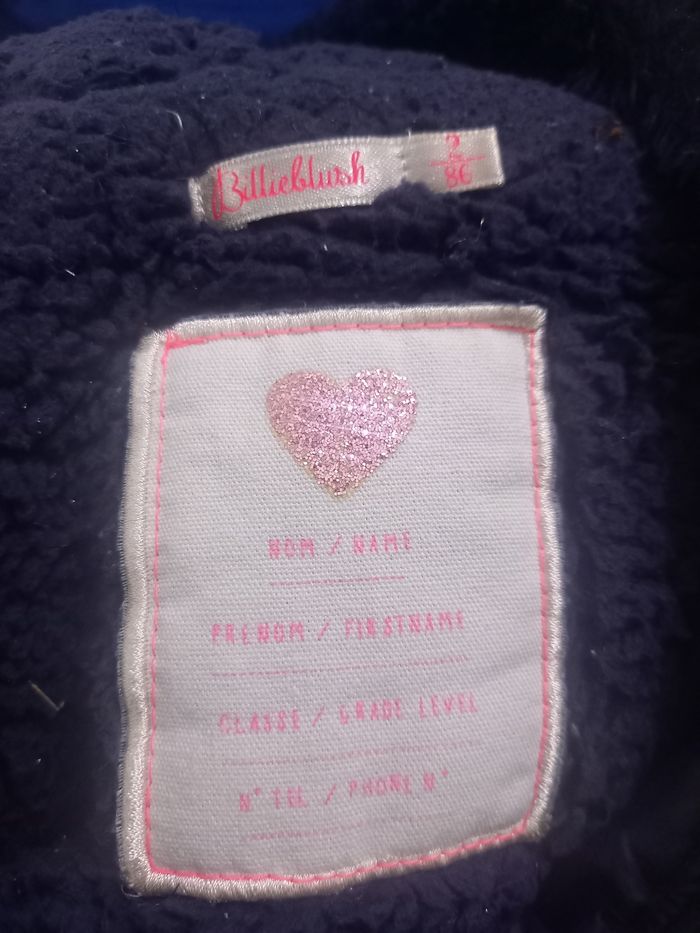 Billieblush
2
86
NOM / NAME
PRENOM / FIRSTNAME
CLASSE / GRADE LEVEL
N° TEL / PHONE N°